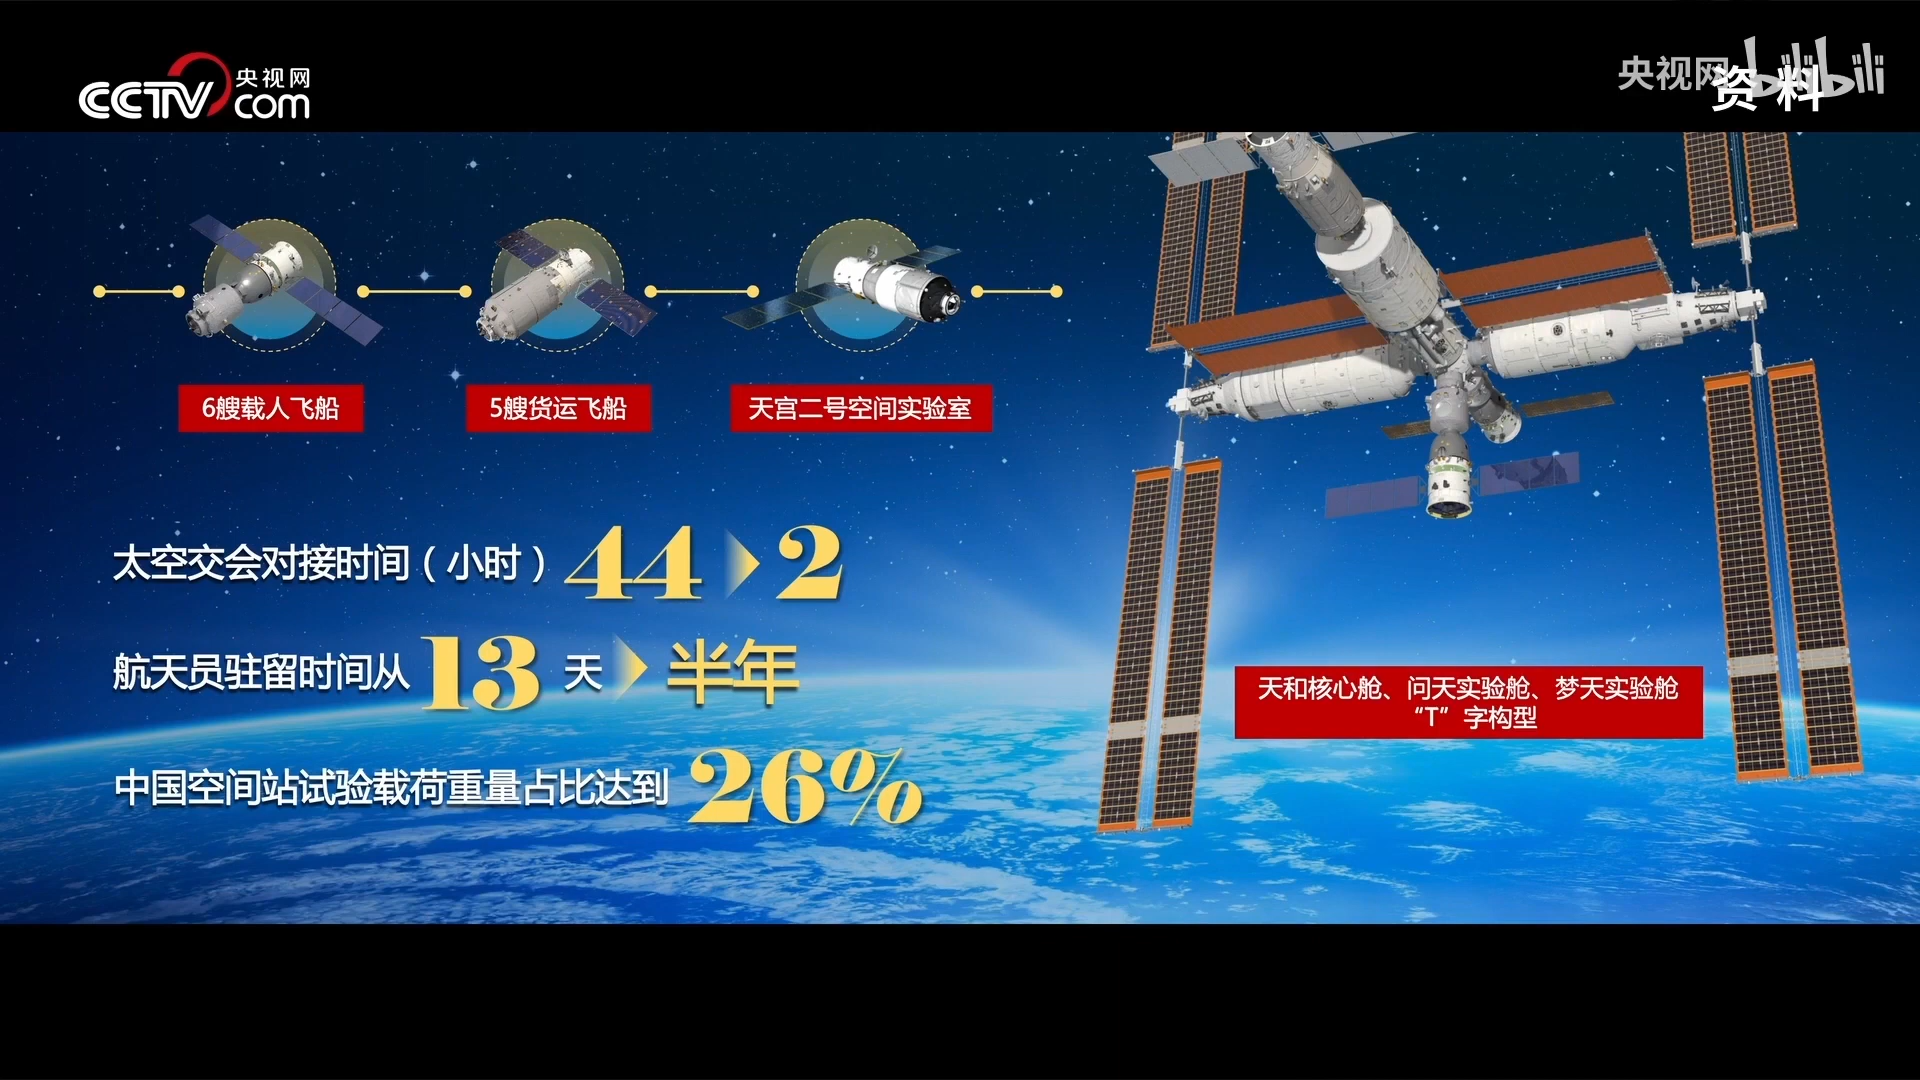 CCTV
央视网
com
央视网 bilibili
资 料
6艘载人飞船
5艘货运飞船
天宫二号空间实验室
太空交会对接时间（小时）44 2
航天员驻留时间从 13 天 半年
中国空间站试验载荷重量占比达到 26%
天和核心舱、问天实验舱、梦天实验舱
“T”字构型